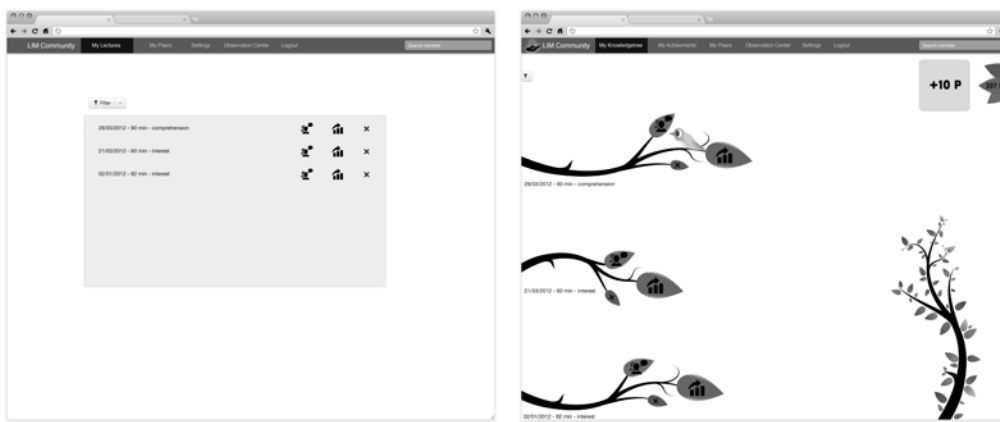 LIM Community My Lectures My Peers Settings Observation Center Logout Search member
Filter
28/03/2012 - 90 min - comprehension
21/03/2012 - 60 min - interest
02/01/2012 - 82 min - interest
LIM Community My Knowledgetree My Achievments My Peers Observation Center Settings Logout Search member
+10 P
337
28/03/2012 - 90 min - comprehension
21/03/2012 - 60 min - interest
02/01/2012 - 82 min - interest